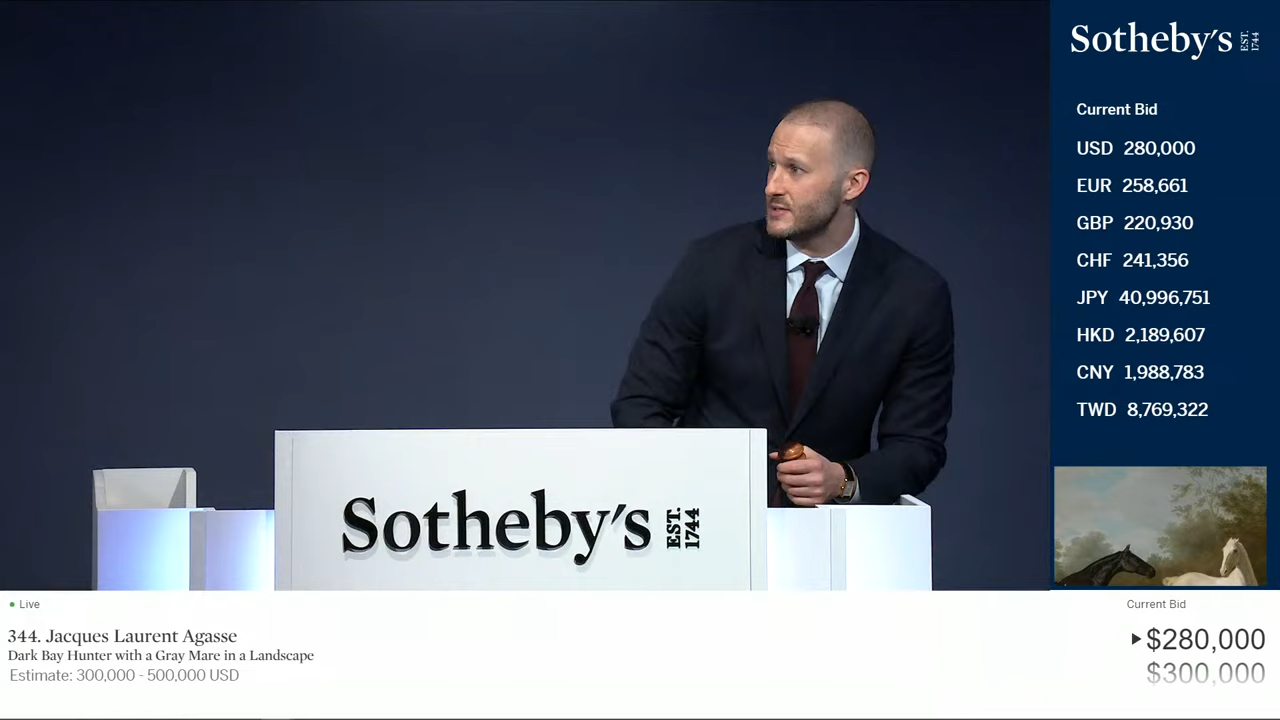 Sotheby's EST. 1744
Current Bid
USD 280,000
EUR 258,661
GBP 220,930
CHF 241,356
JPY 40,996,751
HKD 2,189,607
CNY 1,988,783
TWD 8,769,322
Sotheby's EST. 1744
Live
344. Jacques Laurent Agasse
Dark Bay Hunter with a Gray Mare in a Landscape
Estimate: 300,000 - 500,000 USD
Current Bid
$280,000
$300,000